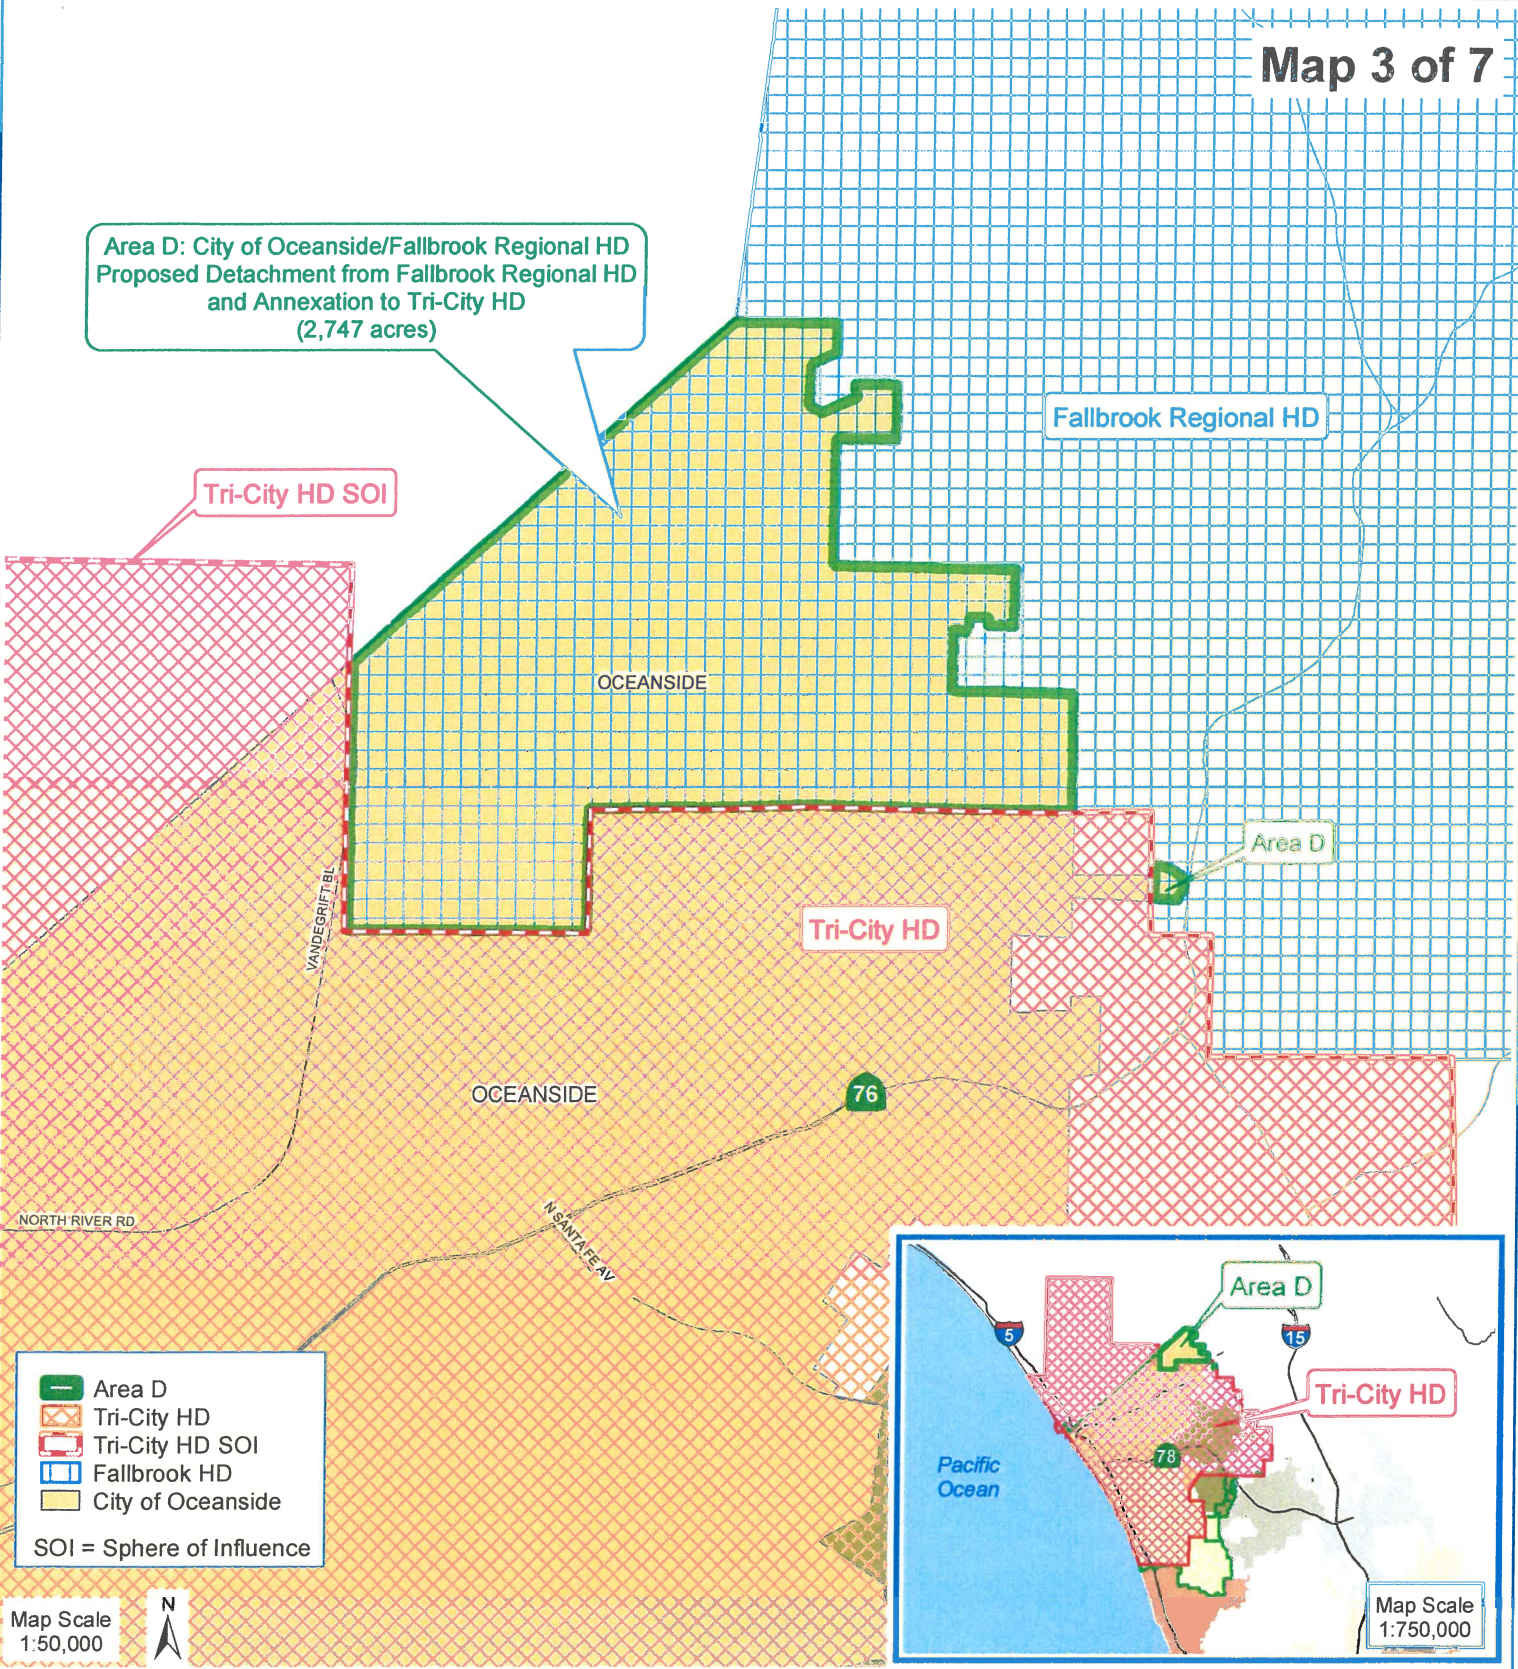 Map 3 of 7
Area D: City of Oceanside/Fallbrook Regional HD
Proposed Detachment from Fallbrook Regional HD
and Annexation to Tri-City HD
(2,747 acres)
Fallbrook Regional HD
Tri-City HD SOI
OCEANSIDE
Area D
VANDEGRIFT BL
Tri-City HD
OCEANSIDE
76
NORTH RIVER RD
N SANTA FE AV
Area D
Tri-City HD
Tri-City HD SOI
Fallbrook HD
City of Oceanside
SOI = Sphere of Influence
Map Scale
1:50,000
N
Area D
5
15
Tri-City HD
78
Pacific
Ocean
Map Scale
1:750,000